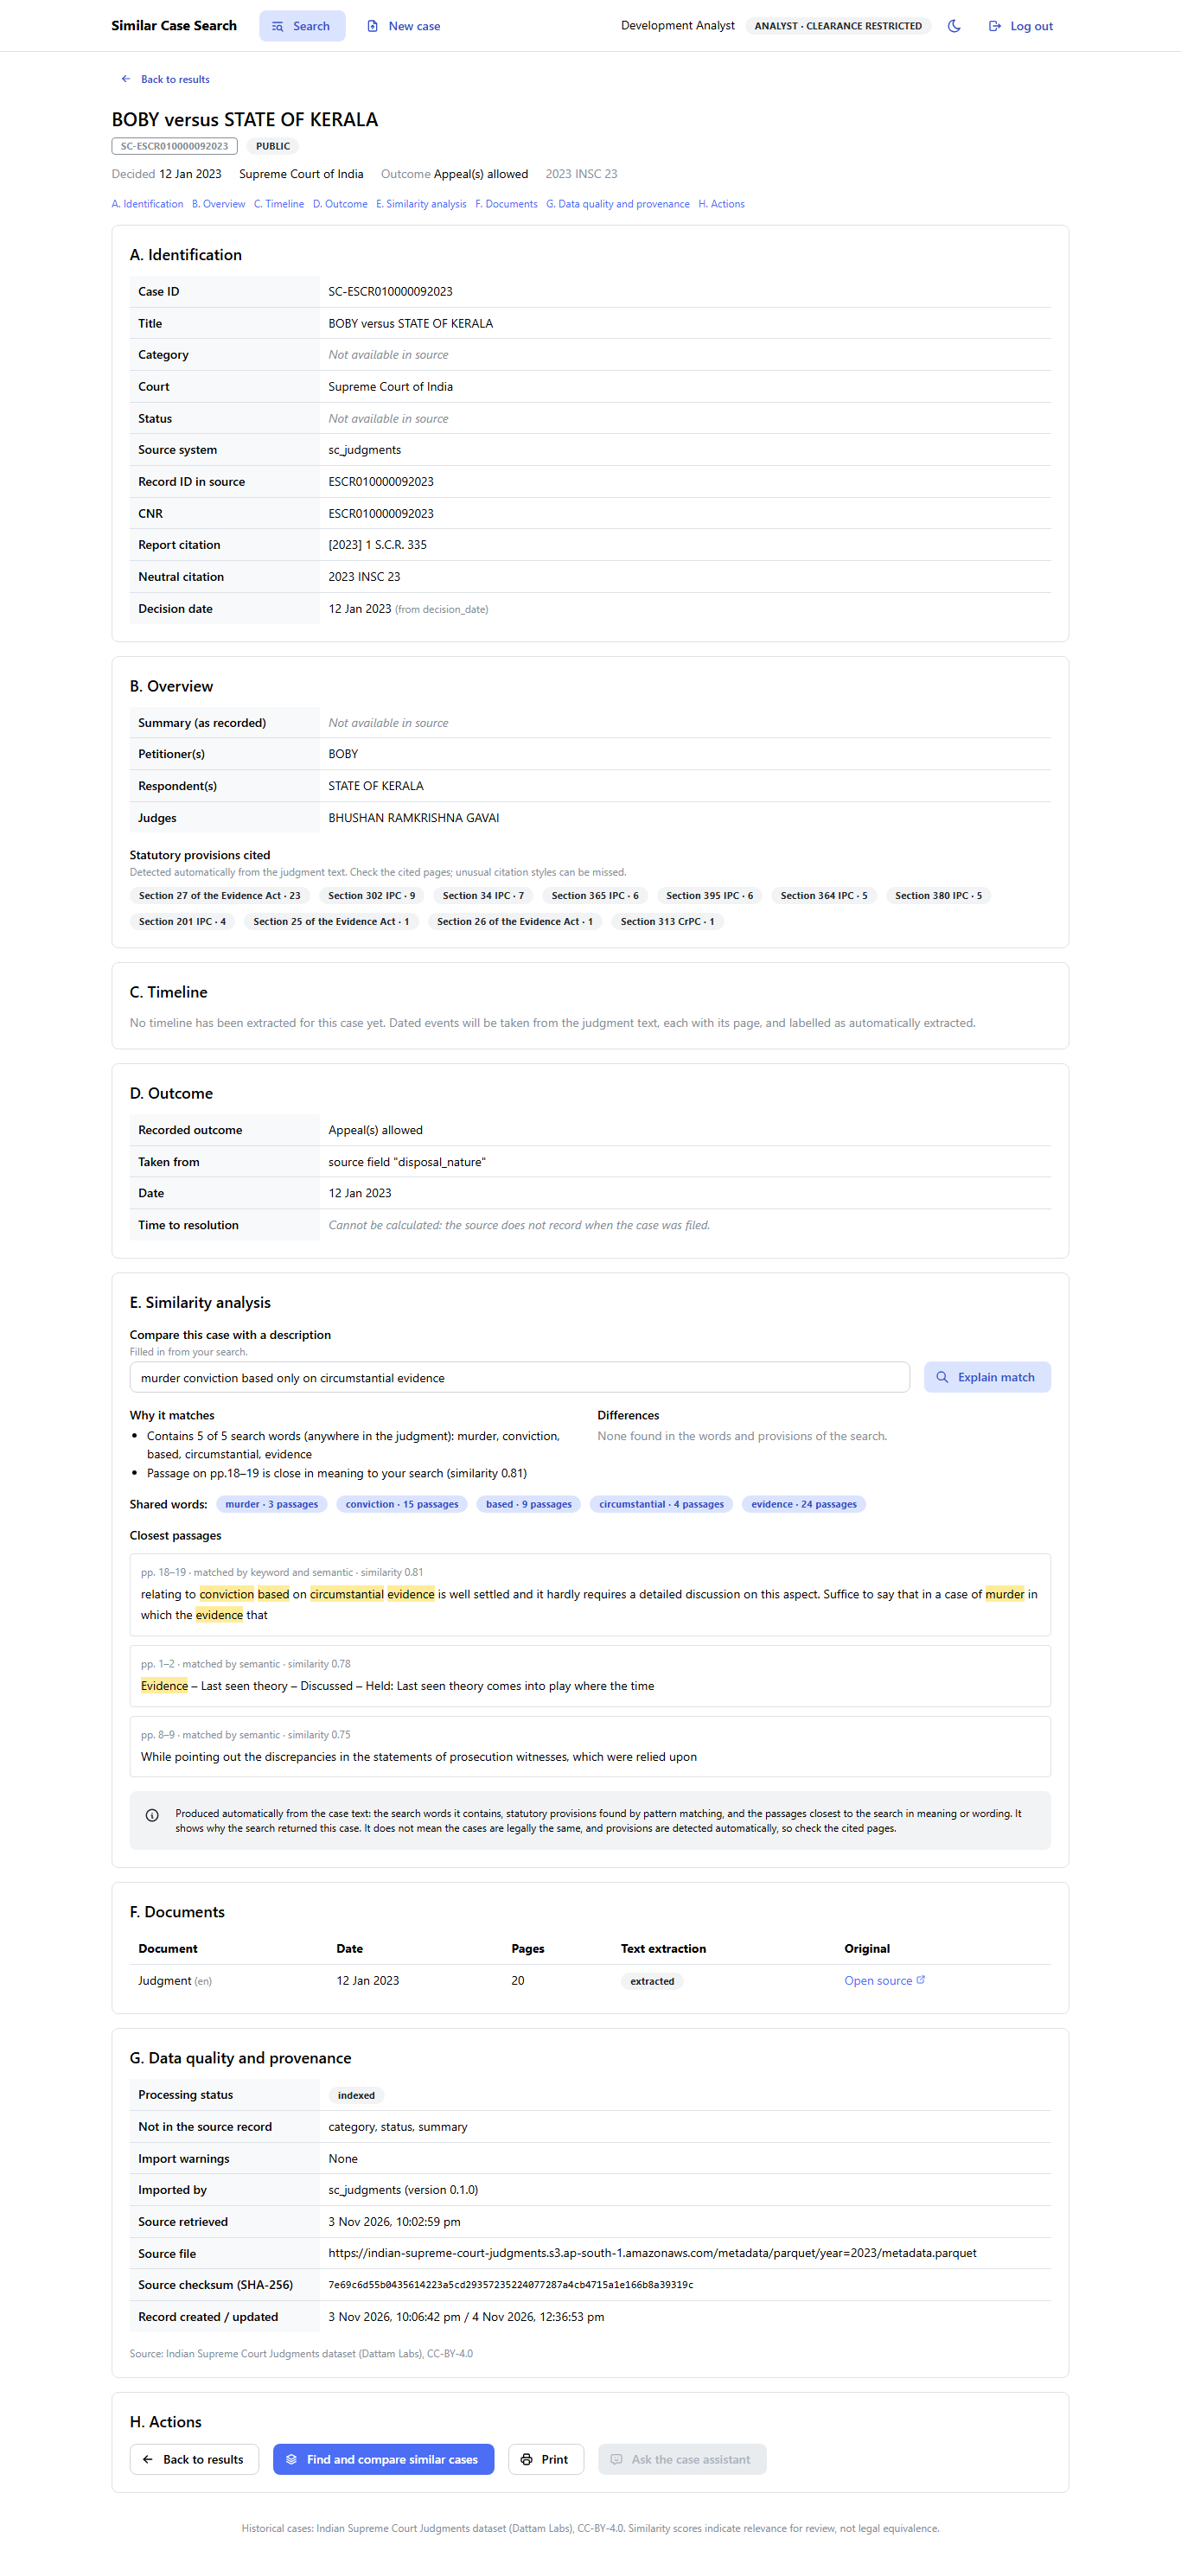 Similar Case Search
Search
New case
Development Analyst
ANALYST · CLEARANCE RESTRICTED
Log out
Back to results
BOBY versus STATE OF KERALA
SC-ESCR010000092023
PUBLIC
Decided 12 Jan 2023 Supreme Court of India Outcome Appeal(s) allowed 2023 INSC 23
A. Identification B. Overview C. Timeline D. Outcome E. Similarity analysis F. Documents G. Data quality and provenance H. Actions
A. Identification
Case ID SC-ESCR010000092023
Title BOBY versus STATE OF KERALA
Category Not available in source
Court Supreme Court of India
Status Not available in source
Source system sc_judgments
Record ID in source ESCR010000092023
CNR ESCR010000092023
Report citation [2023] 1 S.C.R. 335
Neutral citation 2023 INSC 23
Decision date 12 Jan 2023 (from decision_date)
B. Overview
Summary (as recorded) Not available in source
Petitioner(s) BOBY
Respondent(s) STATE OF KERALA
Judges BHUSHAN RAMKRISHNA GAVAI
Statutory provisions cited
Detected automatically from the judgment text. Check the cited pages; unusual citation styles can be missed.
Section 27 of the Evidence Act · 23 Section 302 IPC · 9 Section 34 IPC · 7 Section 365 IPC · 6 Section 395 IPC · 6 Section 364 IPC · 5 Section 380 IPC · 5
Section 201 IPC · 4 Section 25 of the Evidence Act · 1 Section 26 of the Evidence Act · 1 Section 313 CrPC · 1
C. Timeline
No timeline has been extracted for this case yet. Dated events will be taken from the judgment text, each with its page, and labelled as automatically extracted.
D. Outcome
Recorded outcome Appeal(s) allowed
Taken from source field "disposal_nature"
Date 12 Jan 2023
Time to resolution Cannot be calculated: the source does not record when the case was filed.
E. Similarity analysis
Compare this case with a description
Filled in from your search.
murder conviction based only on circumstantial evidence
Explain match
Why it matches
Contains 5 of 5 search words (anywhere in the judgment): murder, conviction,
based, circumstantial, evidence
Passage on pp.18–19 is close in meaning to your search (similarity 0.81)
Differences
None found in the words and provisions of the search.
Shared words: murder · 3 passages conviction · 15 passages based · 9 passages circumstantial · 4 passages evidence · 24 passages
Closest passages
pp. 18–19 · matched by keyword and semantic · similarity 0.81
relating to conviction based on circumstantial evidence is well settled and it hardly requires a detailed discussion on this aspect. Suffice to say that in a case of murder in
which the evidence that
pp. 1–2 · matched by semantic · similarity 0.78
Evidence – Last seen theory – Discussed – Held: Last seen theory comes into play where the time
pp. 8–9 · matched by semantic · similarity 0.75
While pointing out the discrepancies in the statements of prosecution witnesses, which were relied upon
Produced automatically from the case text: the search words it contains, statutory provisions found by pattern matching, and the passages closest to the search in meaning or wording. It
shows why the search returned this case. It does not mean the cases are legally the same, and provisions are detected automatically, so check the cited pages.
F. Documents
Document Date Pages Text extraction Original
Judgment (en) 12 Jan 2023 20 extracted Open source
G. Data quality and provenance
Processing status indexed
Not in the source record category, status, summary
Import warnings None
Imported by sc_judgments (version 0.1.0)
Source retrieved 3 Nov 2026, 10:02:59 pm
Source file https://indian-supreme-court-judgments.s3.ap-south-1.amazonaws.com/metadata/parquet/year=2023/metadata.parquet
Source checksum (SHA-256) 7e69c6d55b0435614223a5cd29357235224077287a4cb4715a1e166b8a39319c
Record created / updated 3 Nov 2026, 10:06:42 pm / 4 Nov 2026, 12:36:53 pm
Source: Indian Supreme Court Judgments dataset (Dattam Labs), CC-BY-4.0
H. Actions
Back to results
Find and compare similar cases
Print
Ask the case assistant
Historical cases: Indian Supreme Court Judgments dataset (Dattam Labs), CC-BY-4.0. Similarity scores indicate relevance for review, not legal equivalence.